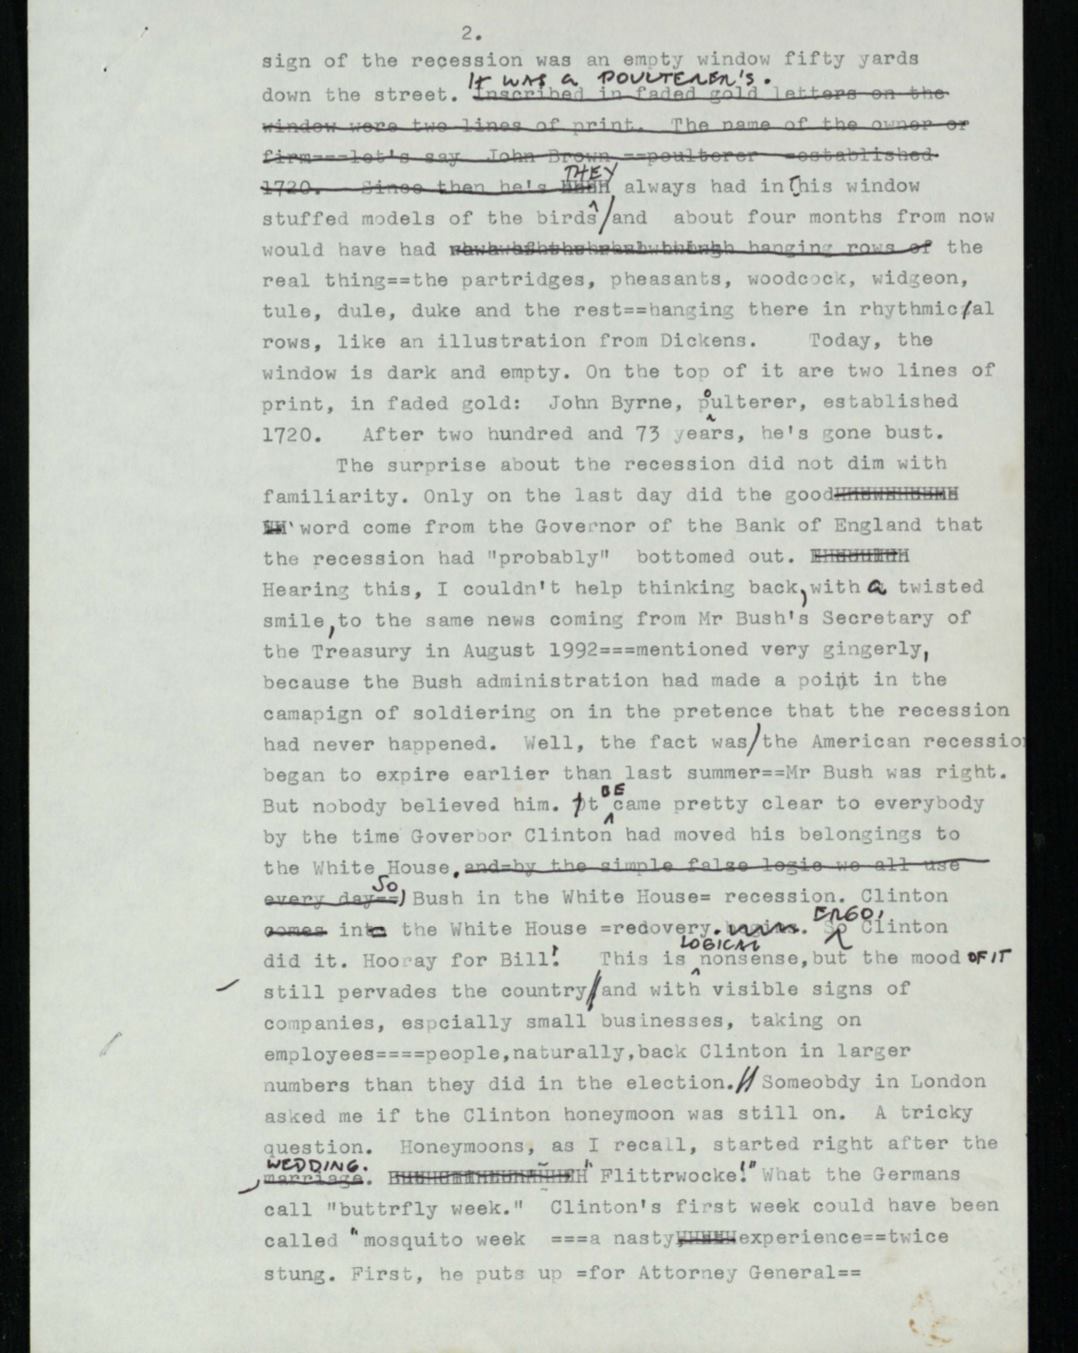 2.
sign of the recession was an empty window fifty yards
It WAS a POULTERER'S.
down the street. Inscribed in faded gold letters on the
window were two lines of print. The name of the owner or
firm---let's say John Brown --poulterer -established
THEY
1720. Since then he's always had in his window
stuffed models of the birds/and about four months from now
would have had hanging rows of the
real thing==the partridges, pheasants, woodcock, widgeon,
tule, dule, duke and the rest==hanging there in rhythmic/al
rows, like an illustration from Dickens. Today, the
window is dark and empty. On the top of it are two lines of
print, in faded gold: John Byrne, poulterer, established
1720. After two hundred and 73 years, he's gone bust.
The surprise about the recession did not dim with
familiarity. Only on the last day did the good
word come from the Governor of the Bank of England that
the recession had "probably" bottomed out.
Hearing this, I couldn't help thinking back, with a twisted
smile, to the same news coming from Mr Bush's Secretary of
the Treasury in August 1992===mentioned very gingerly,
because the Bush administration had made a point in the
camapign of soldiering on in the pretence that the recession
had never happened. Well, the fact was/the American recession
began to expire earlier than last summer==Mr Bush was right.
BE
But nobody believed him. It came pretty clear to everybody
by the time Goverbor Clinton had moved his belongings to
the White House. and=by the simple false logic we all use
SO
every day==) Bush in the White House= recession. Clinton
ERGO,
comes into the White House =redovery. begins. So Clinton
LOGICAL
did it. Hooray for Bill! This is nonsense, but the mood OF IT
still pervades the country//and with visible signs of
companies, espcially small businesses, taking on
employees====people,naturally,back Clinton in larger
numbers than they did in the election.// Someobdy in London
asked me if the Clinton honeymoon was still on. A tricky
question. Honeymoons, as I recall, started right after the
WEDDING.
marriage. "Flittrwocke!" What the Germans
call "buttrfly week." Clinton's first week could have been
called "mosquito week ===a nasty experience==twice
stung. First, he puts up =for Attorney General==